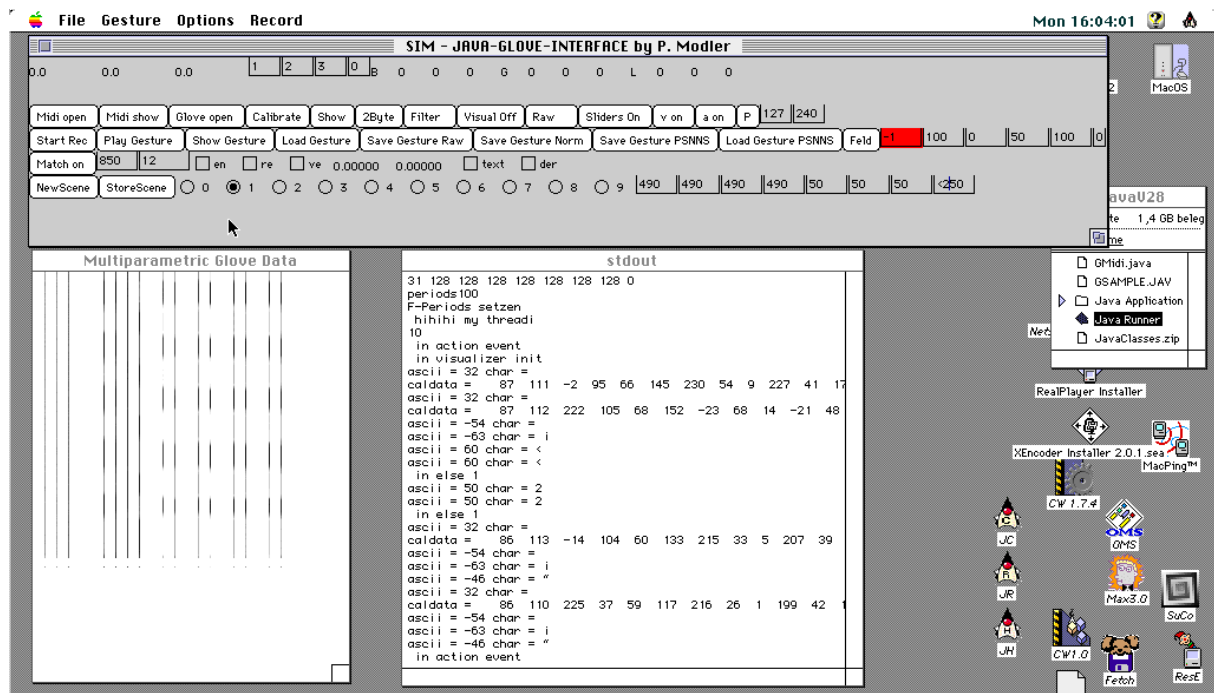 File Gesture Options Record Mon 16:04:01
SIM - JAVA-GLOVE-INTERFACE by P. Modler
0.0 0.0 0.0 1 2 3 0 B 0 0 0 G 0 0 0 L 0 0 0
Midi open Midi show Glove open Calibrate Show 2Byte Filter Visual Off Raw Sliders On v on a on P 127 240
Start Rec Play Gesture Show Gesture Load Gesture Save Gesture Raw Save Gesture Norm Save Gesture PSNNS Load Gesture PSNNS Feld -1 100 0 50 100 0
Match on 850 12 en re ve 0.00000 0.00000 text der
NewScene StoreScene 0 1 2 3 4 5 6 7 8 9 490 490 490 490 50 50 50 <250
Multiparametric Glove Data
stdout
31 128 128 128 128 128 128 128 0
periods100
F-Periods setzen
hihihi my threadi
10
in action event
in visualizer init
ascii = 32 char =
caldata = 87 111 -2 95 66 145 230 54 9 227 41 17
ascii = 32 char =
caldata = 87 112 222 105 68 152 -23 68 14 -21 48
ascii = -54 char =
ascii = -63 char = i
ascii = 60 char = <
ascii = 60 char = <
in else 1
ascii = 50 char = 2
ascii = 50 char = 2
in else 1
ascii = 32 char =
caldata = 86 113 -14 104 60 133 215 33 5 207 39
ascii = -54 char =
ascii = -63 char = i
ascii = -46 char = “
ascii = 32 char =
caldata = 86 110 225 37 59 117 216 26 1 199 42 1
ascii = -54 char =
ascii = -63 char = i
ascii = -46 char = “
in action event
MacOS
avaU28
te 1,4 GB beleg
me
GMidi.java
GSAMPLE.JAV
Java Application
Java Runner
JavaClasses.zip
Nets
RealPlayer Installer
XEncoder Installer 2.0.1.sea
MacPing™
CW 1.7.4
JC
OMS
OMS
JR
Max3.0
SuCo
JH
CW1.0
Fetch
ResE